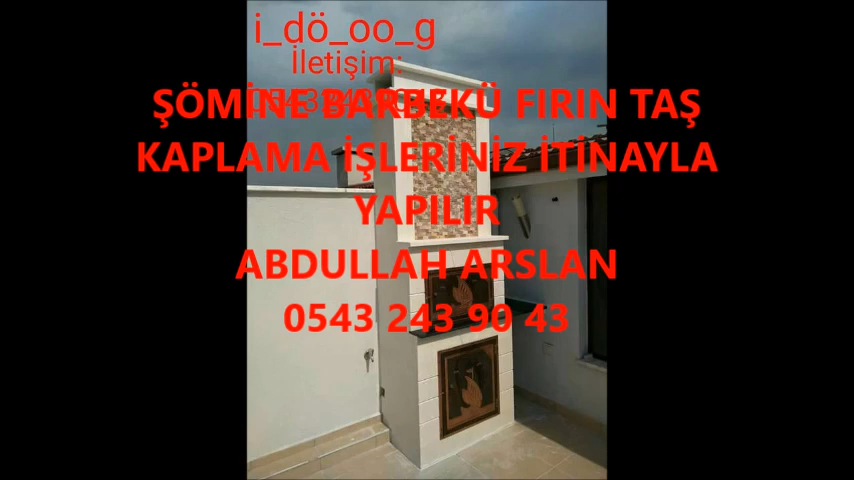 i_dö_oo_g
İletişim:
ŞÖMİNE BARBEKÜ FIRIN TAŞ
KAPLAMA İŞLERİNİZ İTİNAYLA
YAPILIR
ABDULLAH ARSLAN
0543 243 90 43